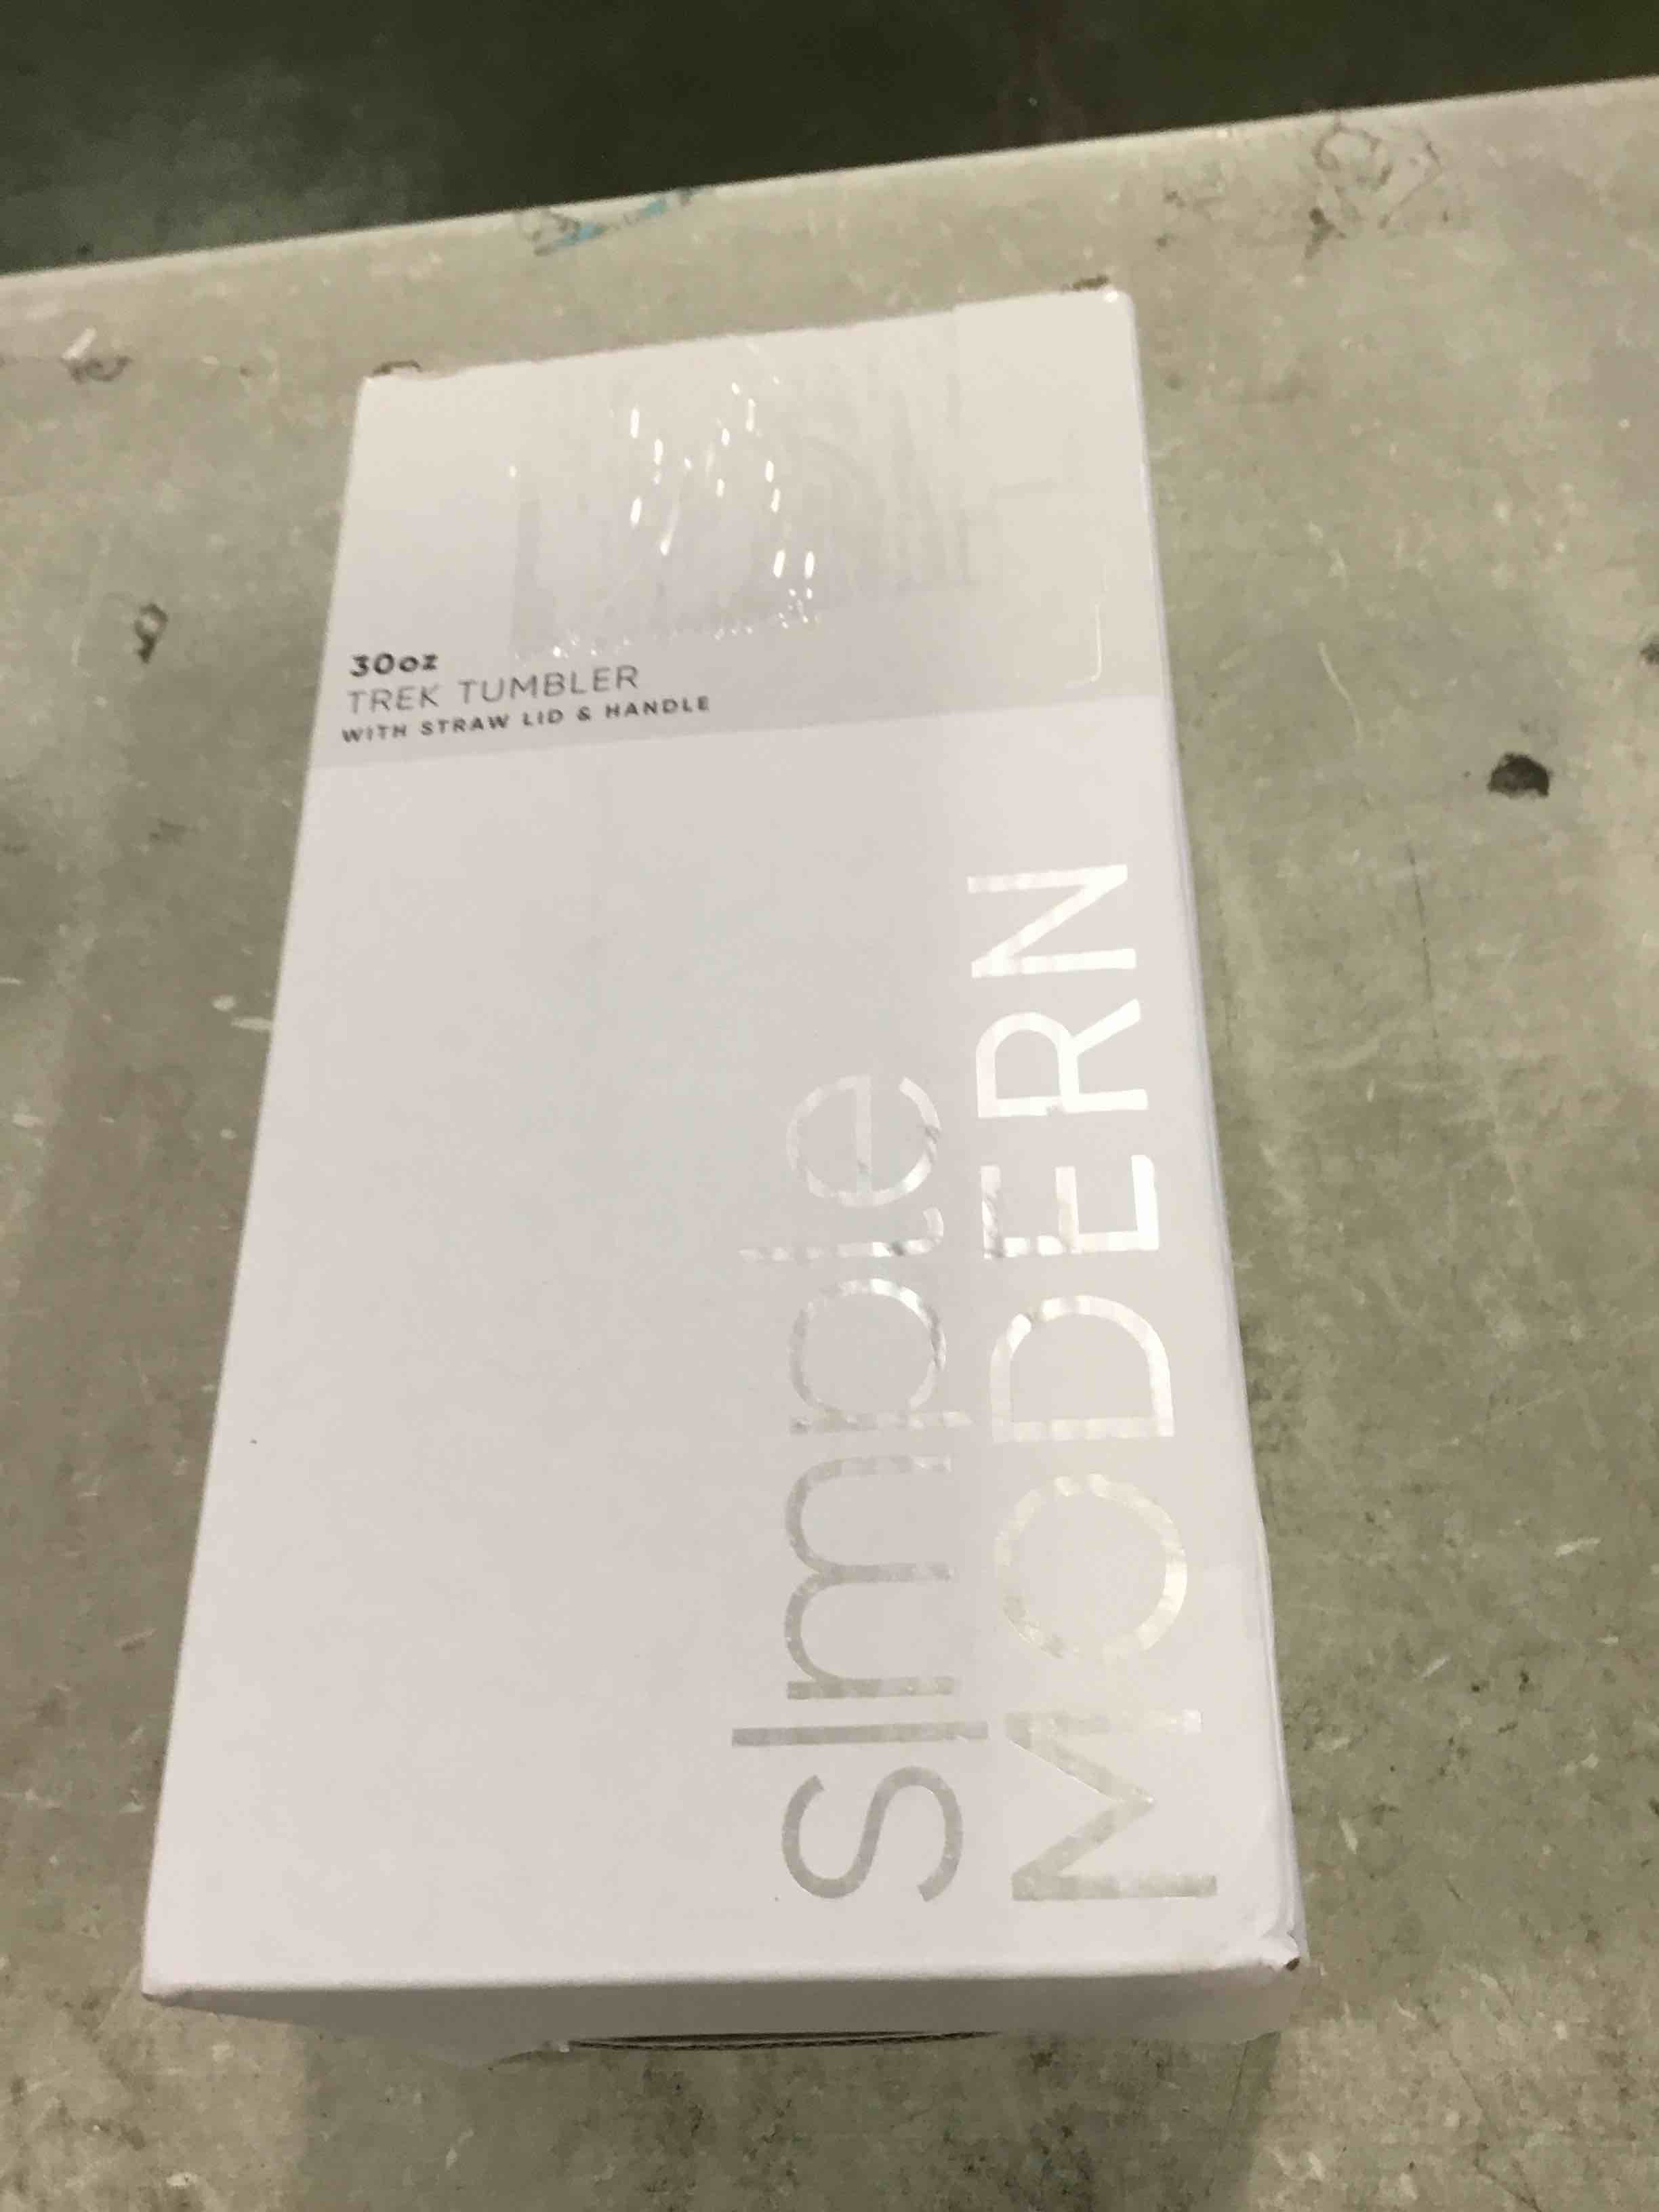 30oz
TREK TUMBLER
WITH STRAW LID & HANDLE
Simple
MODERN